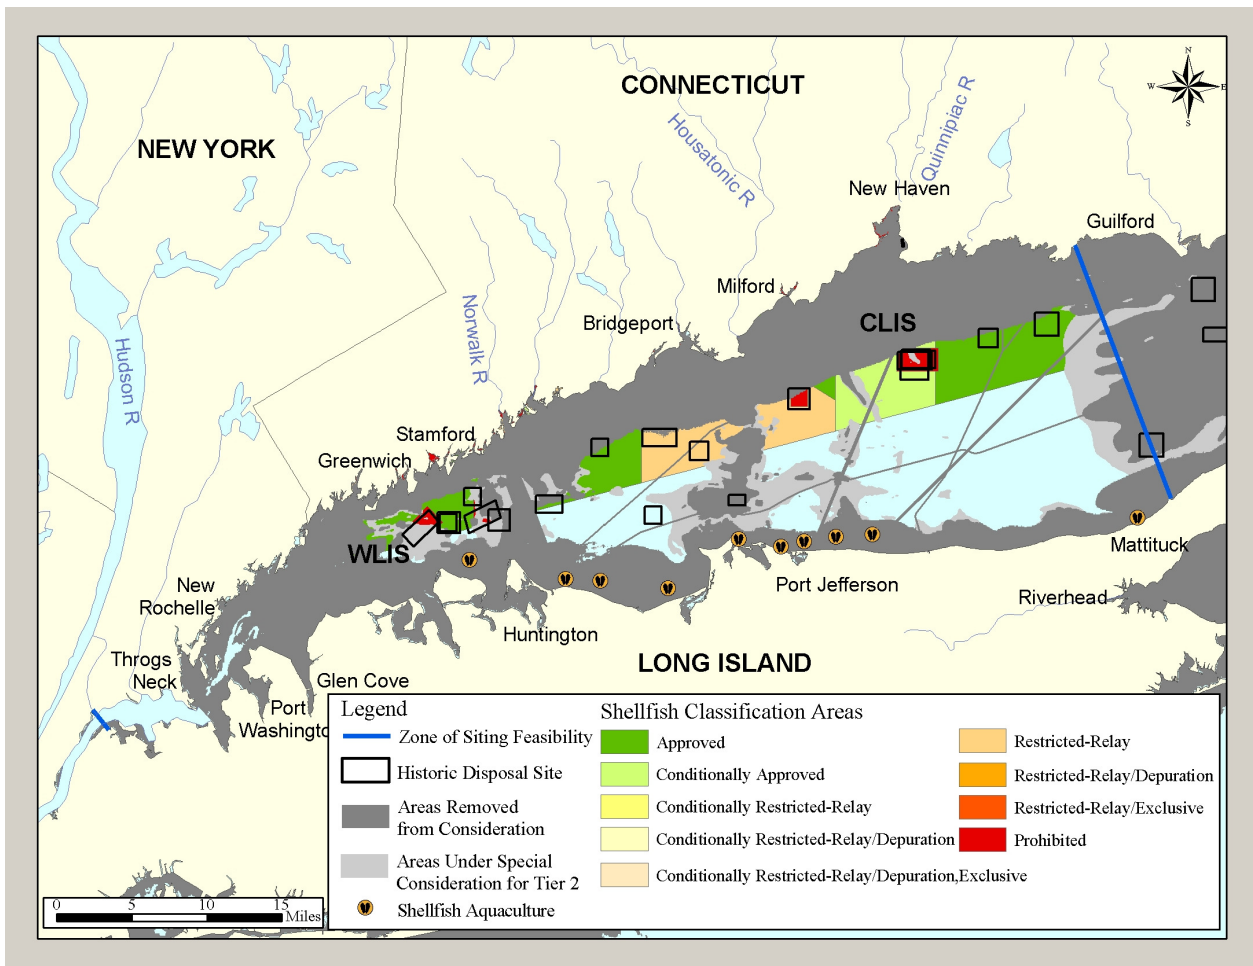 N
W E
S
CONNECTICUT
NEW YORK
Housatonic R
Quinnipiac R
New Haven
Guilford
Milford
CLIS
Bridgeport
Norwalk R
Hudson R
Stamford
Greenwich
WLIS
Mattituck
Port Jefferson
New
Rochelle
Riverhead
Huntington
Throgs
Neck
LONG ISLAND
Glen Cove
Port
Washingto
Legend
Zone of Siting Feasibility
Historic Disposal Site
Areas Removed
from Consideration
Areas Under Special
Consideration for Tier 2
Shellfish Aquaculture
Shellfish Classification Areas
Approved
Conditionally Approved
Conditionally Restricted-Relay
Conditionally Restricted-Relay/Depuration
Conditionally Restricted-Relay/Depuration,Exclusive
Restricted-Relay
Restricted-Relay/Depuration
Restricted-Relay/Exclusive
Prohibited
0 5 10 15
Miles